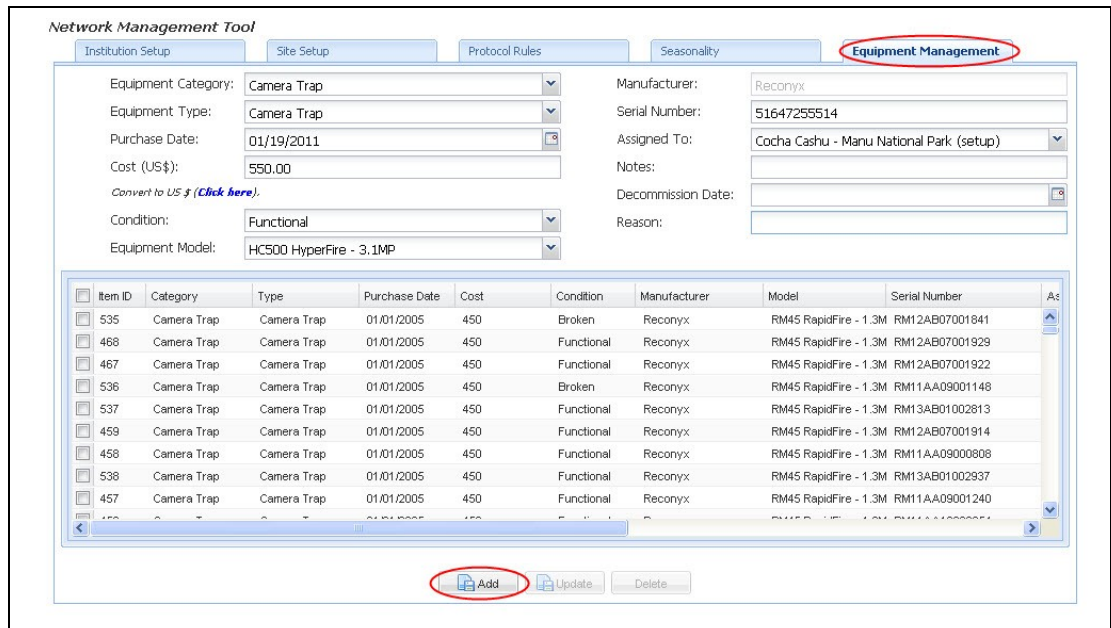 Network Management Tool
Institution Setup Site Setup Protocol Rules Seasonality Equipment Management
Equipment Category: Camera Trap Manufacturer: Reconyx
Equipment Type: Camera Trap Serial Number: 51647255514
Purchase Date: 01/19/2011 Assigned To: Cocha Cashu - Manu National Park (setup)
Cost (US$): 550.00 Notes:
Convert to US $ (Click here). Decommission Date:
Condition: Functional Reason:
Equipment Model: HC500 HyperFire - 3.1MP
Item ID Category Type Purchase Date Cost Condition Manufacturer Model Serial Number As
535 Camera Trap Camera Trap 01/01/2005 450 Broken Reconyx RM45 RapidFire - 1.3M RM12AB07001841
468 Camera Trap Camera Trap 01/01/2005 450 Functional Reconyx RM45 RapidFire - 1.3M RM12AB07001929
467 Camera Trap Camera Trap 01/01/2005 450 Functional Reconyx RM45 RapidFire - 1.3M RM12AB07001922
536 Camera Trap Camera Trap 01/01/2005 450 Broken Reconyx RM45 RapidFire - 1.3M RM11AA09001148
537 Camera Trap Camera Trap 01/01/2005 450 Functional Reconyx RM45 RapidFire - 1.3M RM13AB01002813
459 Camera Trap Camera Trap 01/01/2005 450 Functional Reconyx RM45 RapidFire - 1.3M RM12AB07001914
458 Camera Trap Camera Trap 01/01/2005 450 Functional Reconyx RM45 RapidFire - 1.3M RM11AA09000808
538 Camera Trap Camera Trap 01/01/2005 450 Functional Reconyx RM45 RapidFire - 1.3M RM13AB01002937
457 Camera Trap Camera Trap 01/01/2005 450 Functional Reconyx RM45 RapidFire - 1.3M RM11AA09001240
Add Update Delete